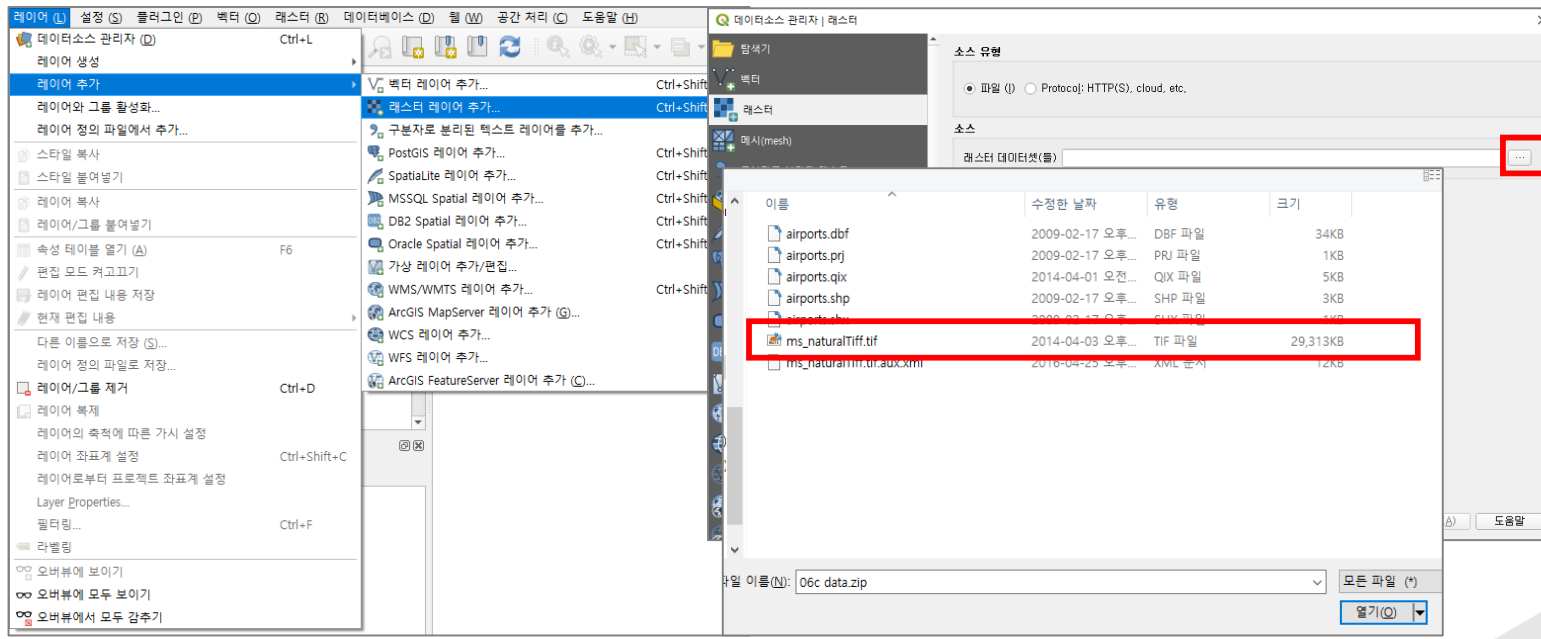 레이어 (L) 설정 (S) 플러그인 (P) 벡터 (O) 래스터 (R) 데이터베이스 (D) 웹 (W) 공간 처리 (C) 도움말 (H)
데이터소스 관리자 (D) Ctrl+L
레이어 생성
레이어 추가
레이어와 그룹 활성화...
레이어 정의 파일에서 추가...
스타일 복사
스타일 붙여넣기
레이어 복사
레이어/그룹 붙여넣기
속성 테이블 열기 (A) F6
편집 모드 켜고끄기
레이어 편집 내용 저장
현재 편집 내용
다른 이름으로 저장 (S)...
레이어 정의 파일로 저장...
레이어/그룹 제거 Ctrl+D
레이어 복제
레이어의 축척에 따른 가시 설정
레이어 좌표계 설정 Ctrl+Shift+C
레이어로부터 프로젝트 좌표계 설정
Layer Properties...
필터링... Ctrl+F
라벨링
오버뷰에 보이기
오버뷰에 모두 보이기
오버뷰에서 모두 감추기
벡터 레이어 추가... Ctrl+Shift
래스터 레이어 추가... Ctrl+Shift
구분자로 분리된 텍스트 레이어를 추가...
PostGIS 레이어 추가... Ctrl+Shift
SpatiaLite 레이어 추가... Ctrl+Shift
MSSQL Spatial 레이어 추가... Ctrl+Shift
DB2 Spatial 레이어 추가... Ctrl+Shift
Oracle Spatial 레이어 추가... Ctrl+Shift
가상 레이어 추가/편집...
WMS/WMTS 레이어 추가... Ctrl+Shift
ArcGIS MapServer 레이어 추가 (G)...
WCS 레이어 추가...
WFS 레이어 추가...
ArcGIS FeatureServer 레이어 추가 (C)...
데이터소스 관리자 | 래스터
탐색기
벡터
래스터
메시(mesh)
소스 유형
파일 (I) Protocol: HTTP(S), cloud, etc.
소스
래스터 데이터셋(들) ...
이름 수정한 날짜 유형 크기
airports.dbf 2009-02-17 오후... DBF 파일 34KB
airports.prj 2009-02-17 오후... PRJ 파일 1KB
airports.qix 2014-04-01 오전... QIX 파일 5KB
airports.shp 2009-02-17 오후... SHP 파일 3KB
airports.shx 2009-02-17 오후... SHX 파일 1KB
ms_naturalTiff.tif 2014-04-03 오후... TIF 파일 29,313KB
ms_naturalTiff.tif.aux.xml 2016-04-25 오후... XML 문서 12KB
파일 이름(N): 06c data.zip 모든 파일 (*)
열기(O)
A) 도움말